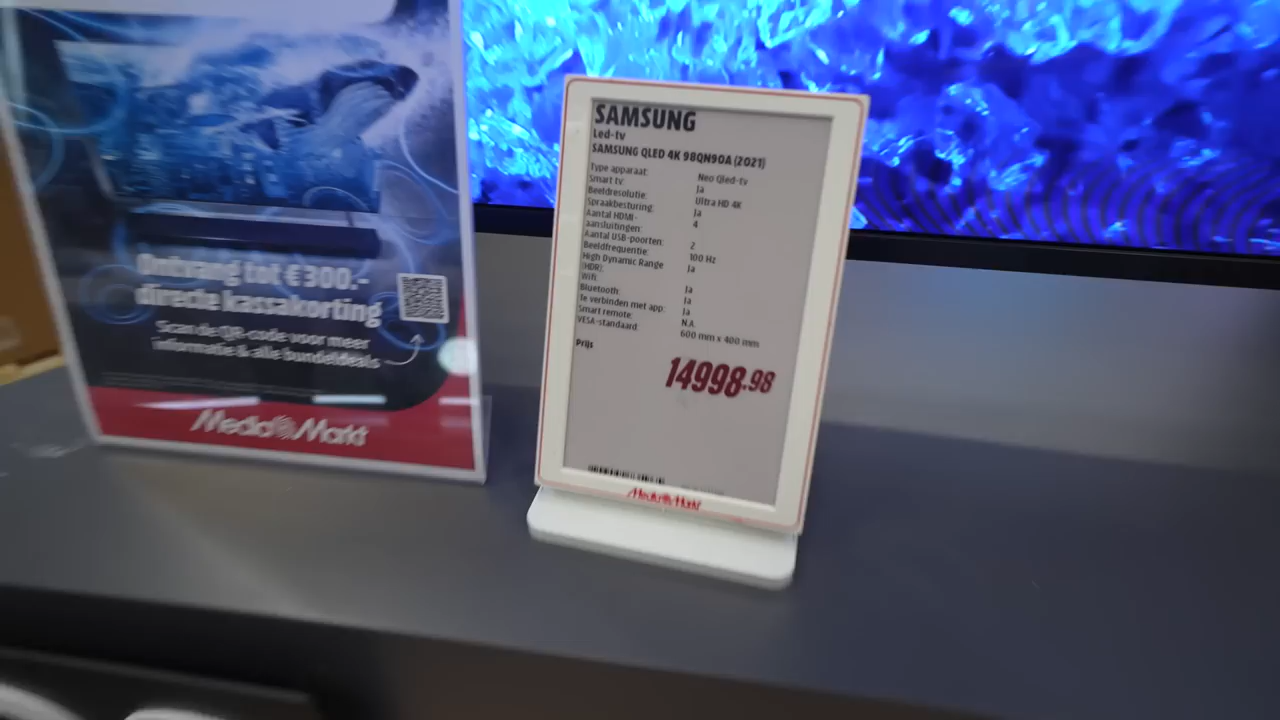 Ontvang tot € 300.-
directe kassakorting
Scan de QR-code voor meer
informatie & alle bundeldeals
MediaMarkt
SAMSUNG
Led-tv
SAMSUNG QLED 4K 98QN90A (2021)
Type apparaat: Neo Qled-tv
Smart tv: Ja
Beeldresolutie: Ultra HD 4K
Spraakbesturing: Ja
Aantal HDMI- 4
aansluitingen:
Aantal USB-poorten: 2
Beeldfrequentie: 100 Hz
High Dynamic Range Ja
(HDR):
Wifi: Ja
Bluetooth: Ja
Te verbinden met app: Ja
Smart remote: N.A.
VESA-standaard: 600 mm x 400 mm
Prijs
14998.98
MediaMarkt